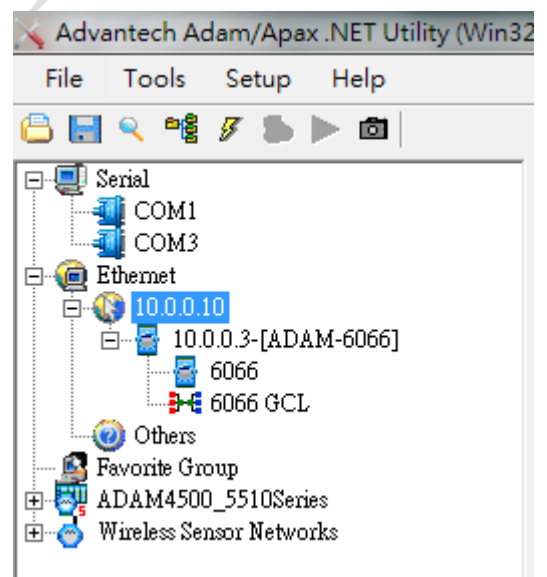 Advantech Adam/Apax .NET Utility (Win32
File Tools Setup Help
Serial
COM1
COM3
Ethernet
10.0.0.10
10.0.0.3-[ADAM-6066]
6066
6066 GCL
Others
Favorite Group
ADAM4500_5510Series
Wireless Sensor Networks